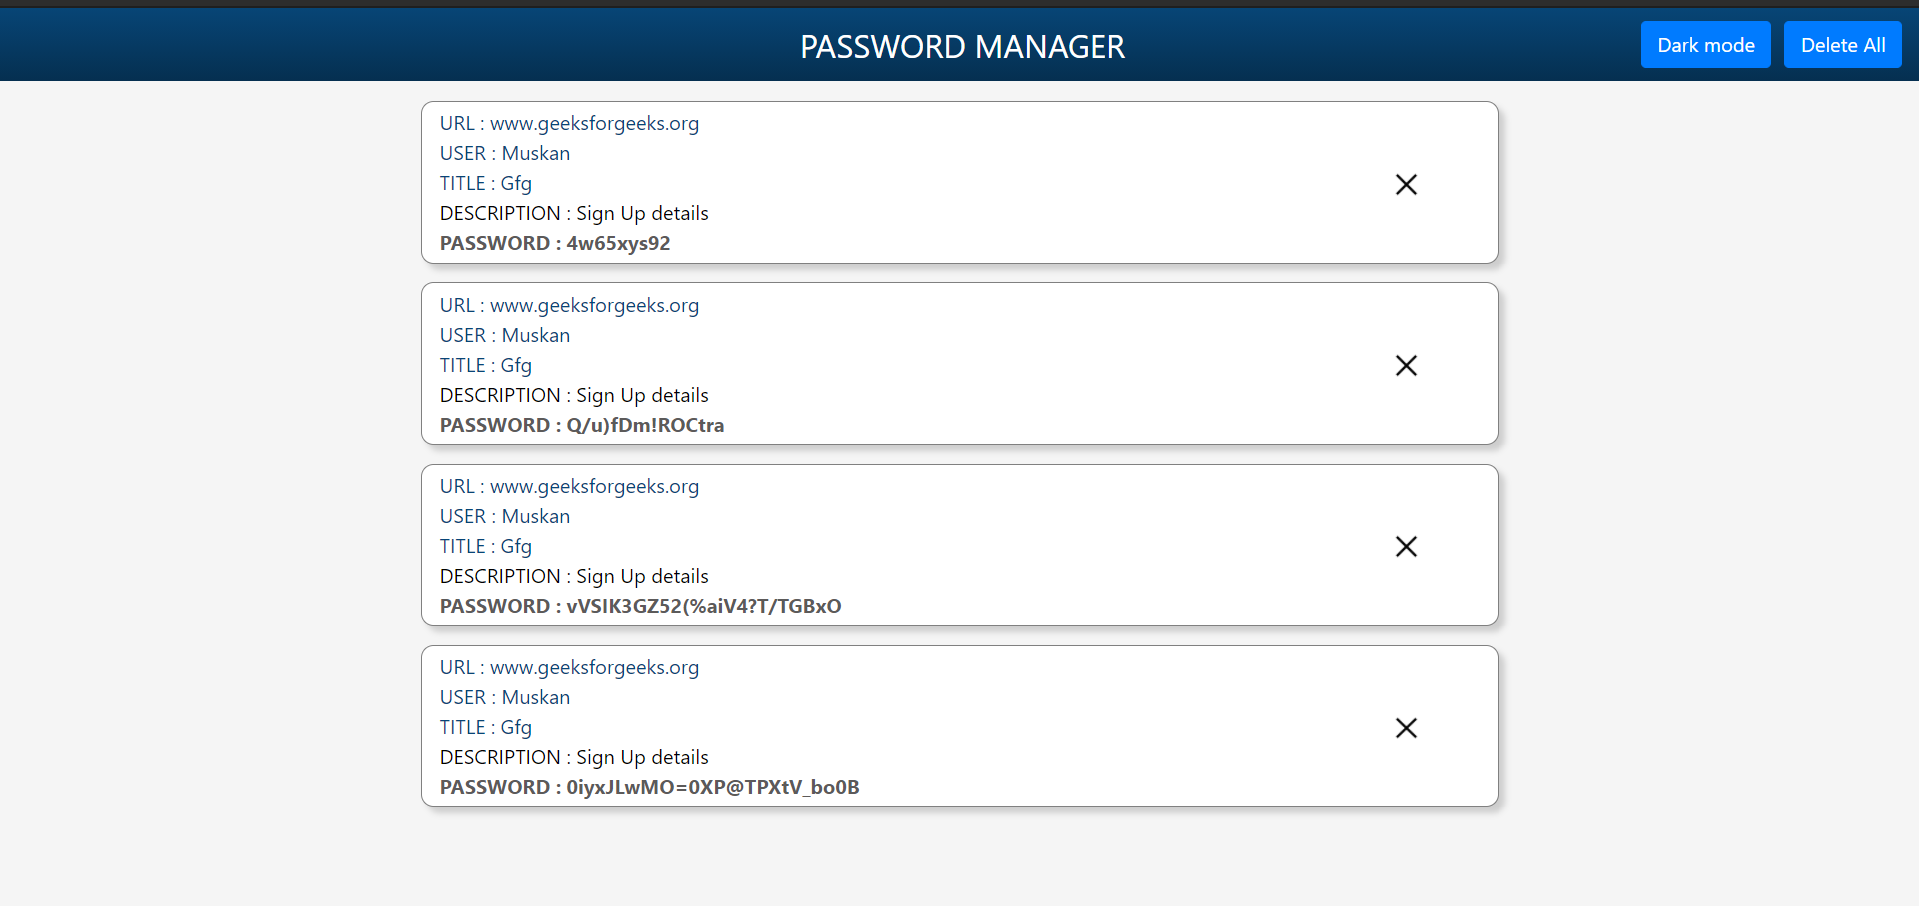 PASSWORD MANAGER
Dark mode
Delete All
URL : www.geeksforgeeks.org
USER : Muskan
TITLE : Gfg
DESCRIPTION : Sign Up details
PASSWORD : 4w65xys92
URL : www.geeksforgeeks.org
USER : Muskan
TITLE : Gfg
DESCRIPTION : Sign Up details
PASSWORD : Q/u)fDm!ROCtra
URL : www.geeksforgeeks.org
USER : Muskan
TITLE : Gfg
DESCRIPTION : Sign Up details
PASSWORD : vVSIK3GZ52(%aiV4?T/TGBxO
URL : www.geeksforgeeks.org
USER : Muskan
TITLE : Gfg
DESCRIPTION : Sign Up details
PASSWORD : 0iyxJLwMO=0XP@TPXtV_bo0B